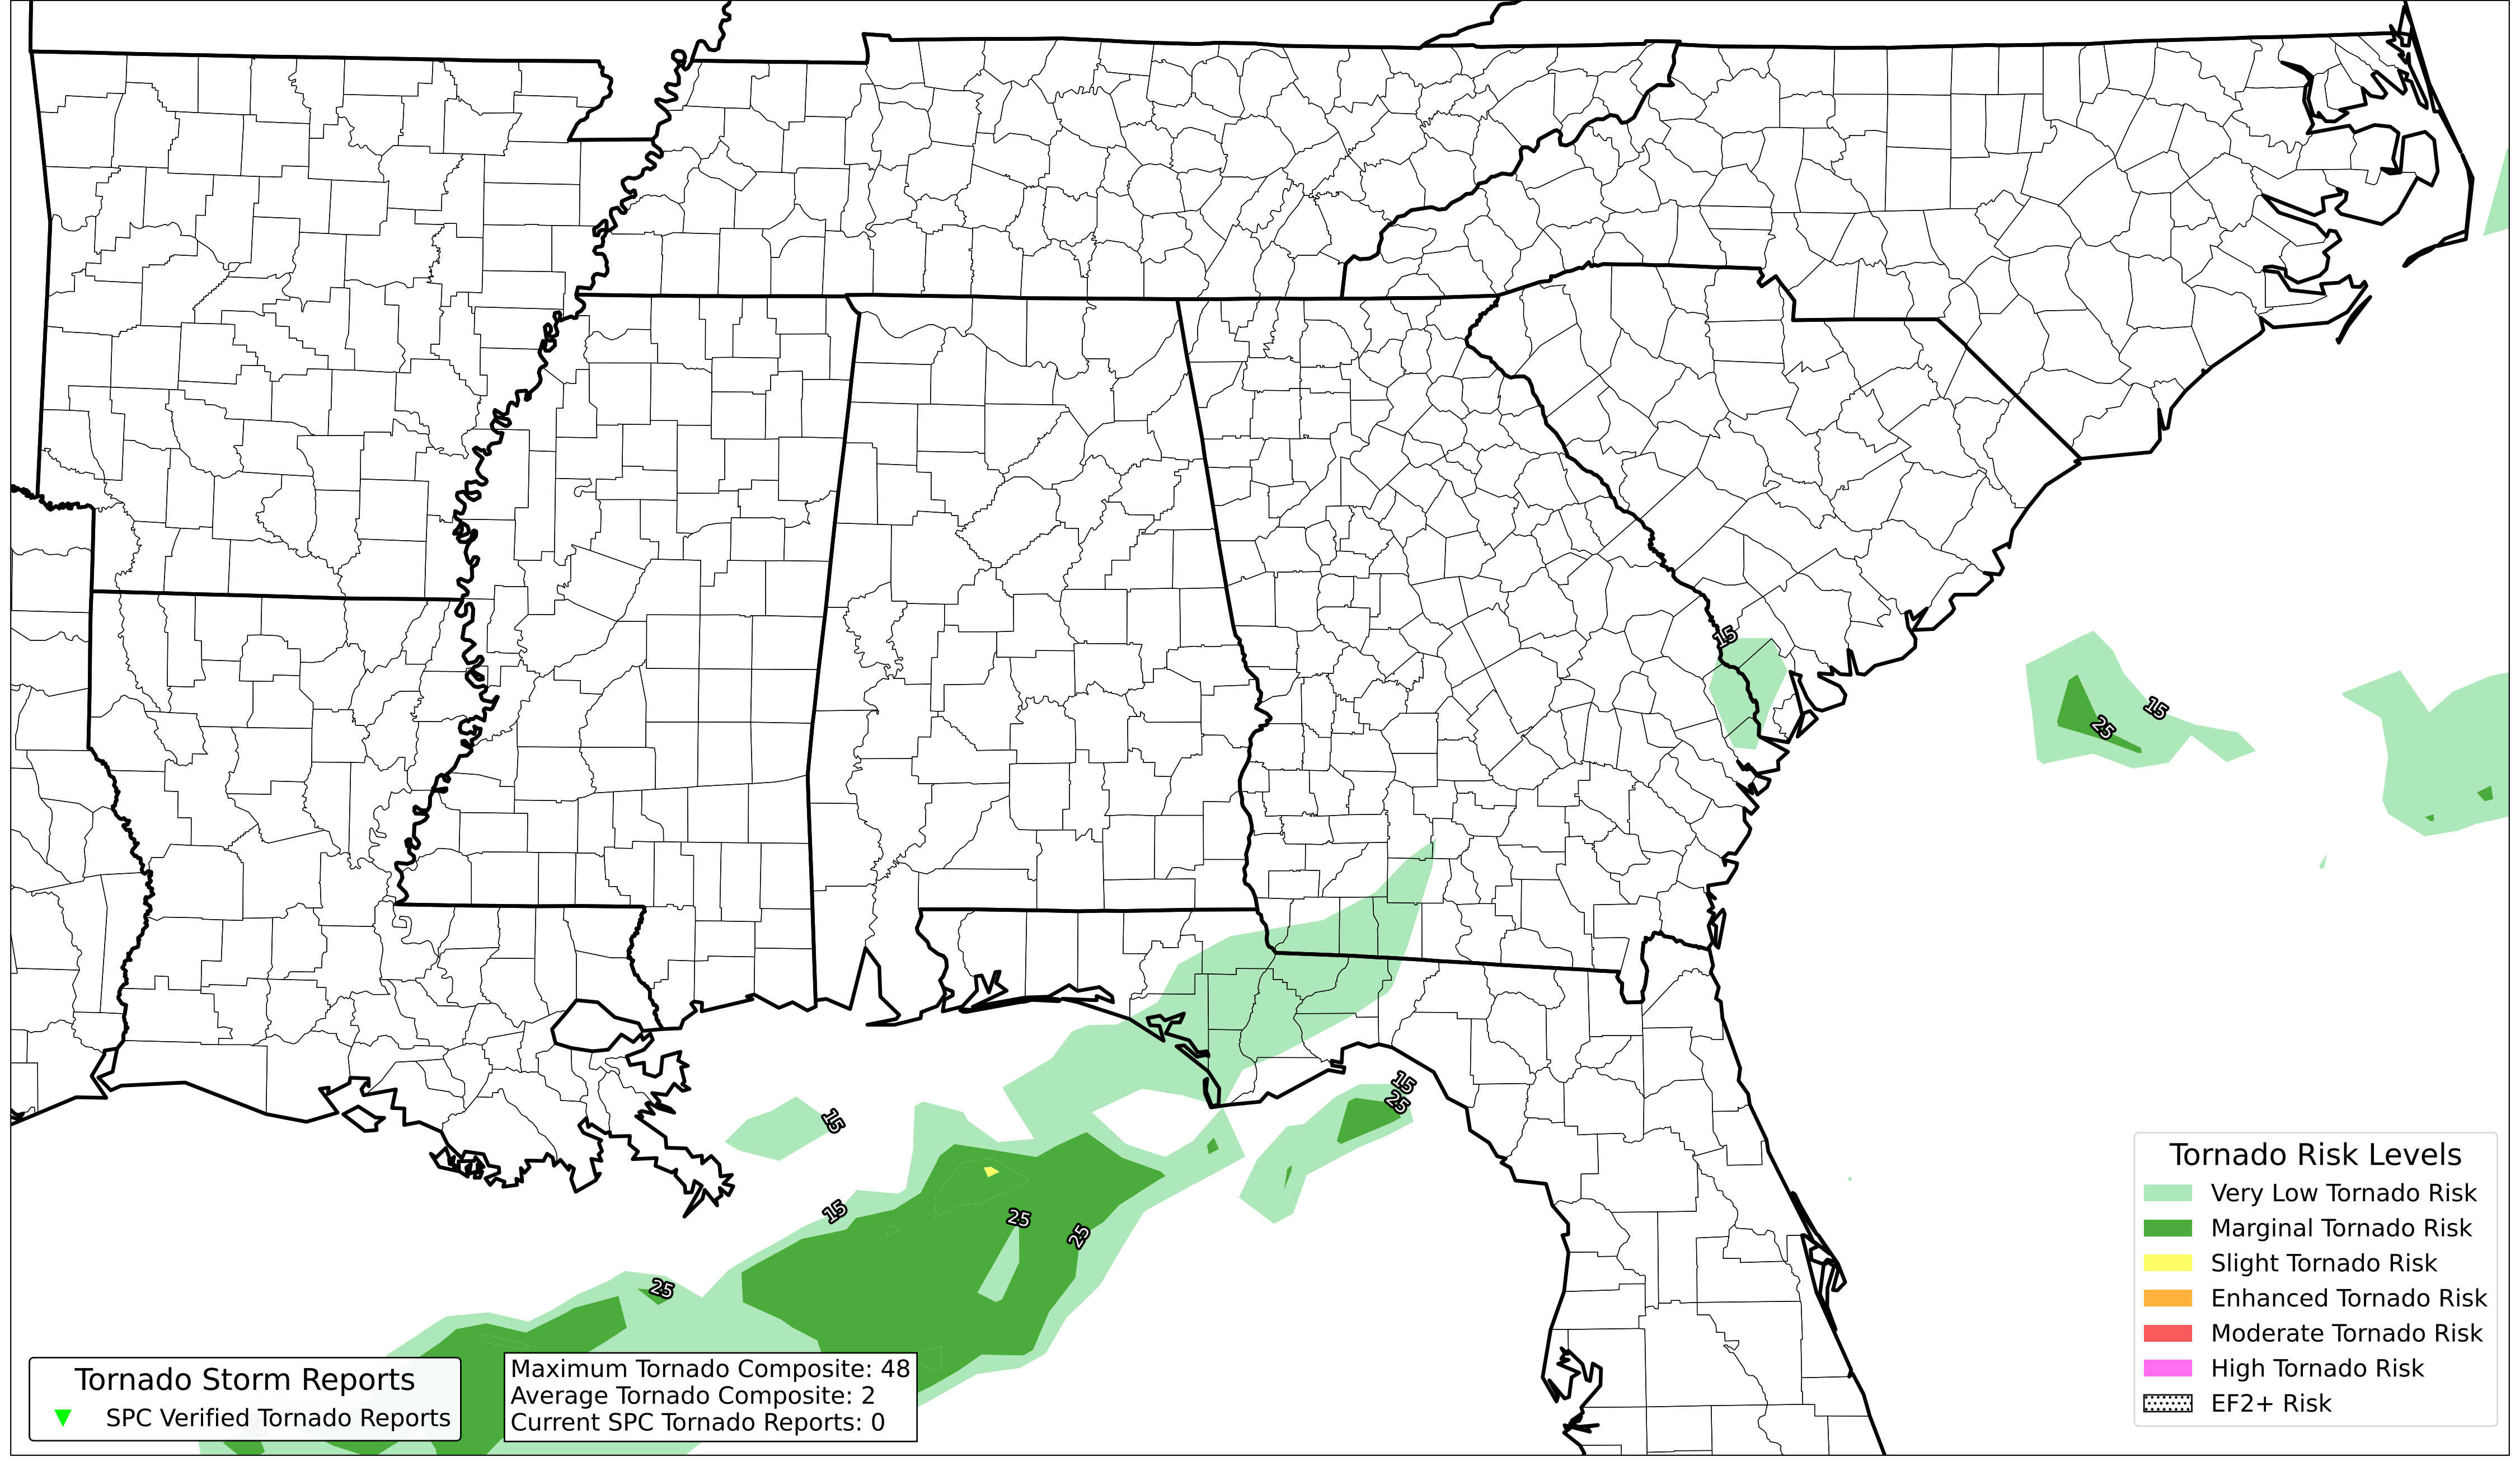 15
15
25
15
25
15
15
25
25
25
Tornado Risk Levels
Very Low Tornado Risk
Marginal Tornado Risk
Slight Tornado Risk
Enhanced Tornado Risk
Moderate Tornado Risk
High Tornado Risk
EF2+ Risk
Tornado Storm Reports
SPC Verified Tornado Reports
Maximum Tornado Composite: 48
Average Tornado Composite: 2
Current SPC Tornado Reports: 0